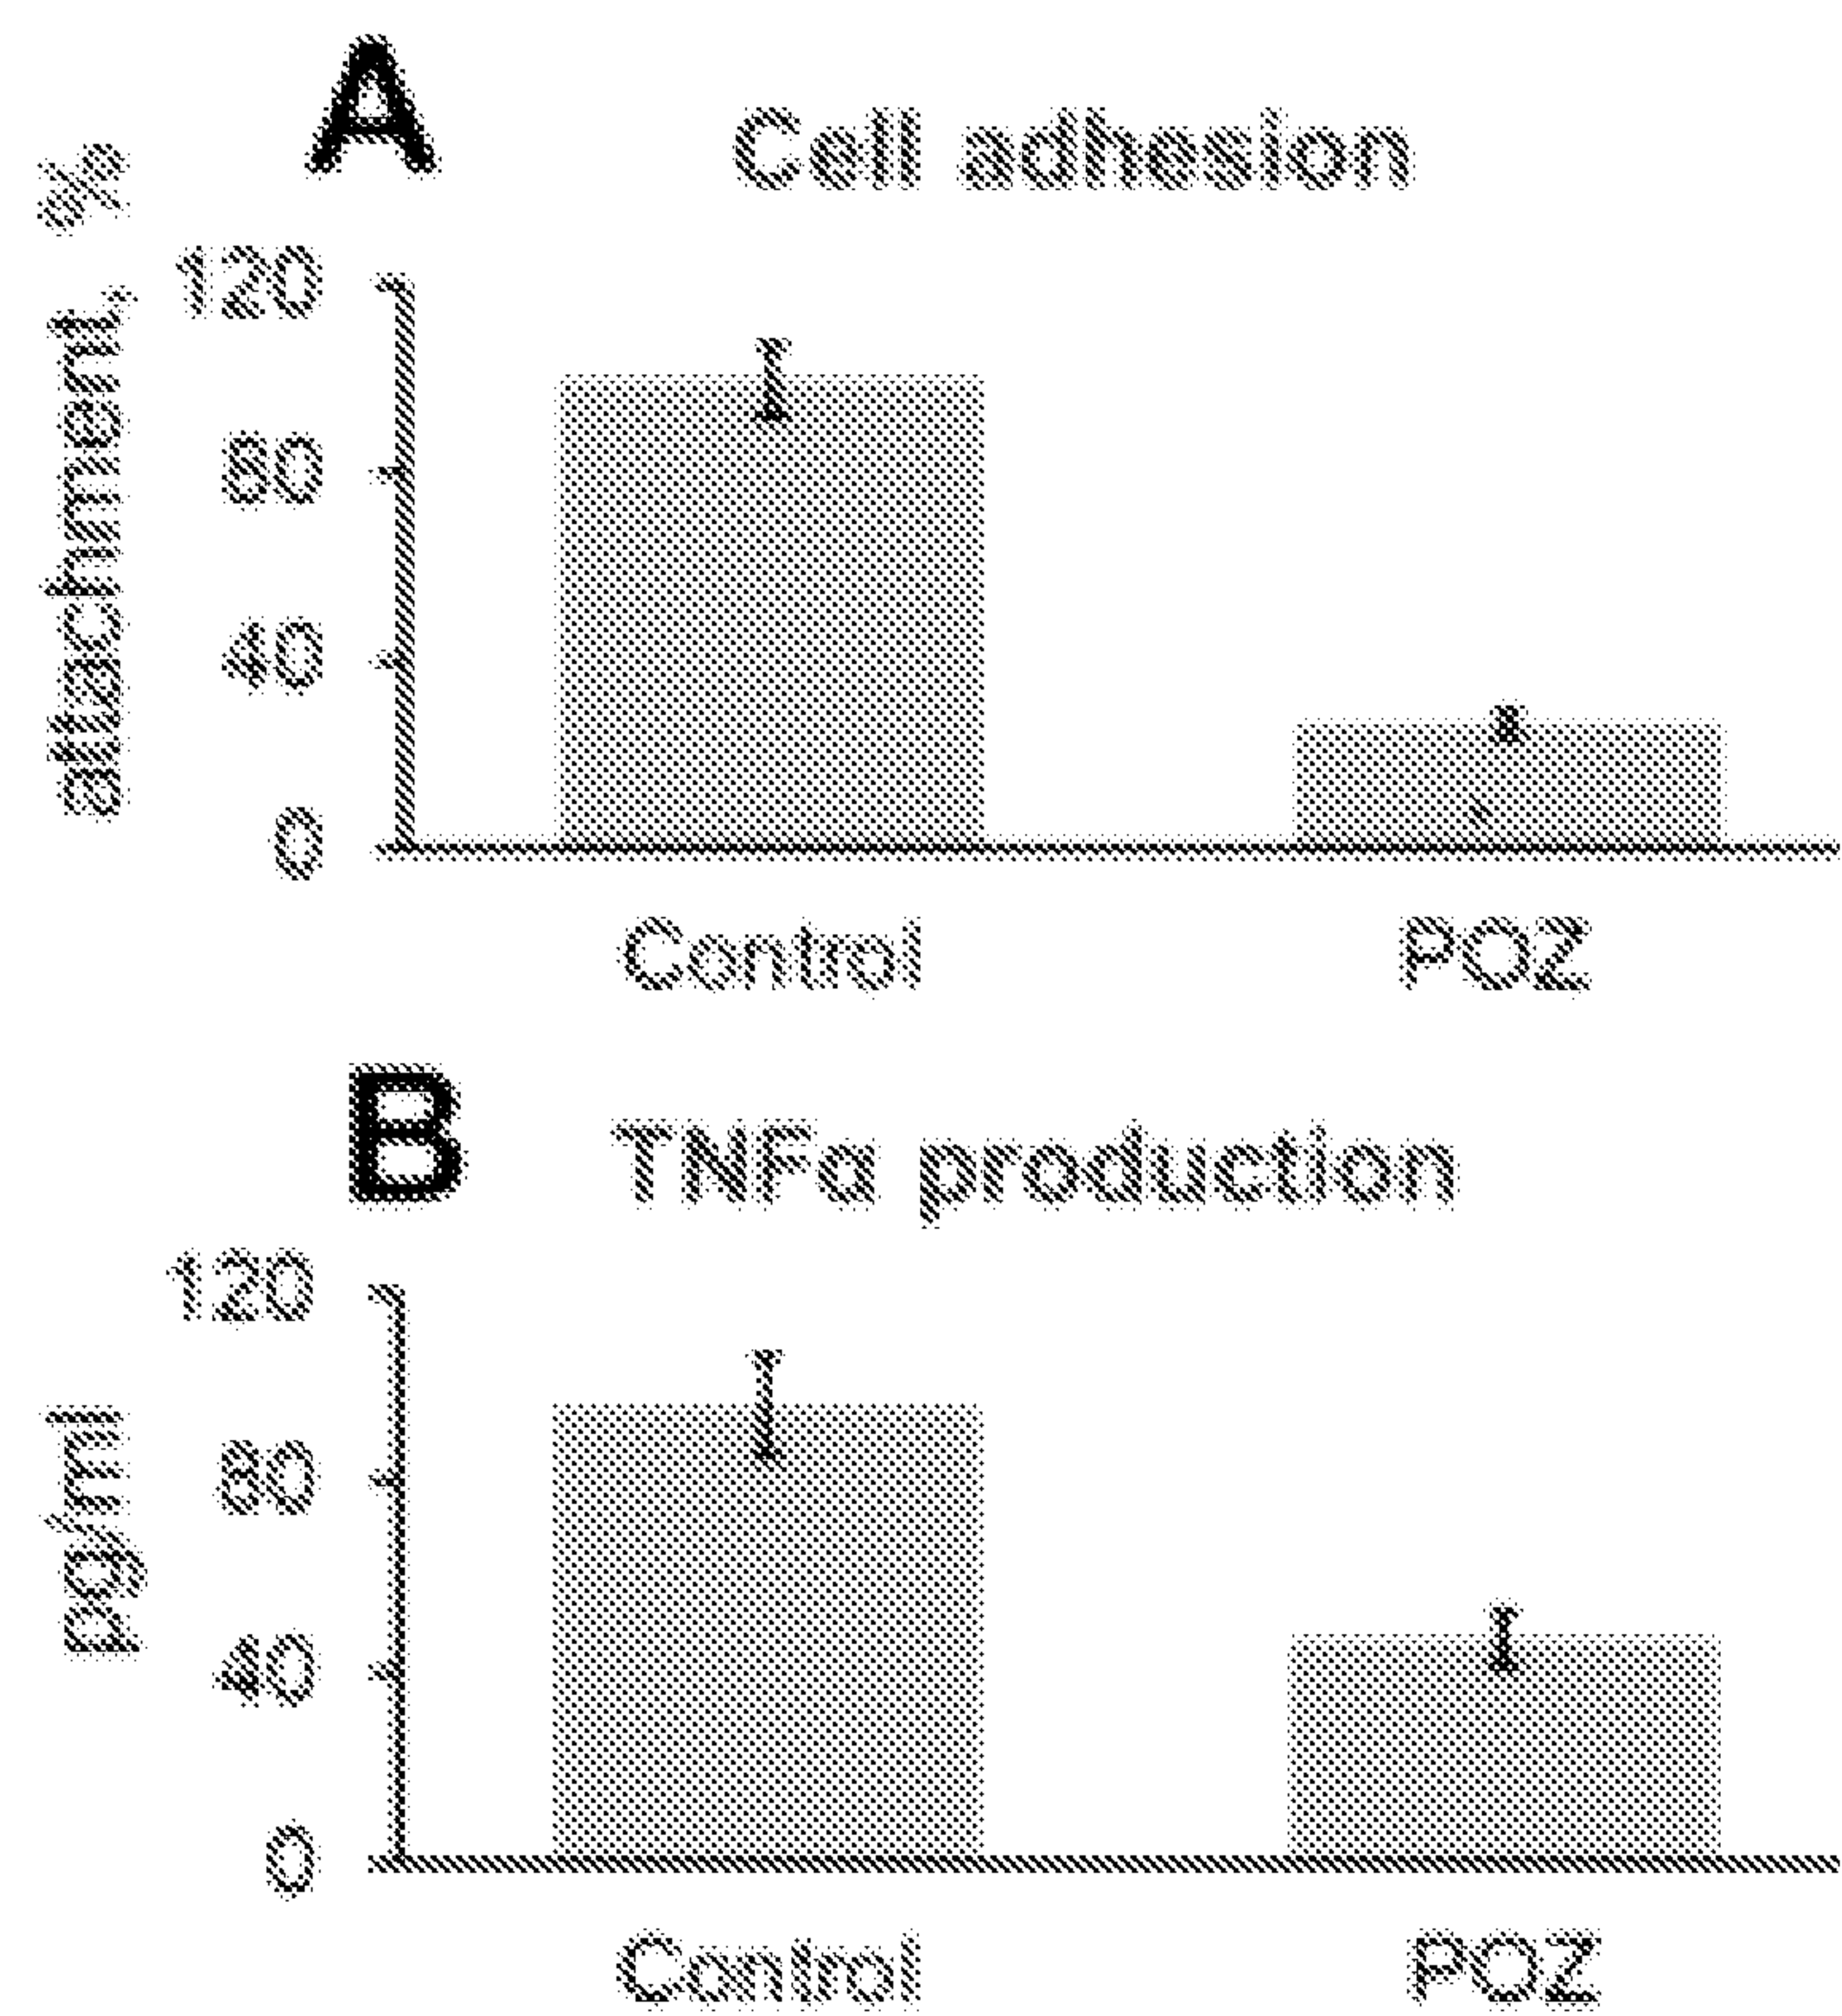 A
Cell adhesion
attachment, %
120
80
40
0
Control POZ
B
TNFα production
pg/ml
120
80
40
0
Control POZ